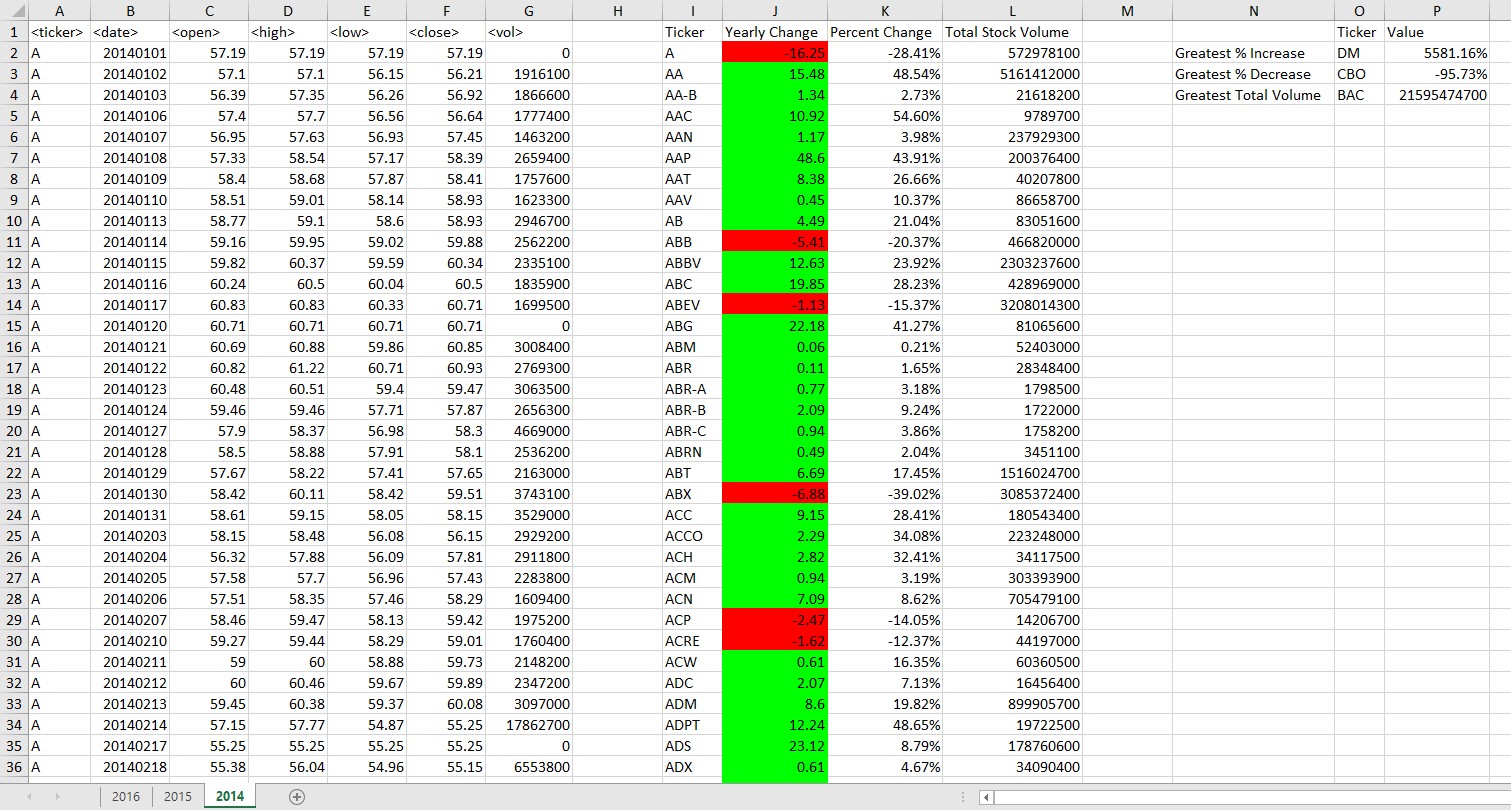 A B C D E F G H I J K L M N O P
1 <ticker> <date> <open> <high> <low> <close> <vol> Ticker Yearly Change Percent Change Total Stock Volume Ticker Value
2 A 20140101 57.19 57.19 57.19 57.19 0 A -16.25 -28.41% 572978100 Greatest % Increase DM 5581.16%
3 A 20140102 57.1 57.1 56.15 56.21 1916100 AA 15.48 48.54% 5161412000 Greatest % Decrease CBO -95.73%
4 A 20140103 56.39 57.35 56.26 56.92 1866600 AA-B 1.34 2.73% 21618200 Greatest Total Volume BAC 21595474700
5 A 20140106 57.4 57.7 56.56 56.64 1777400 AAC 10.92 54.60% 9789700
6 A 20140107 56.95 57.63 56.93 57.45 1463200 AAN 1.17 3.98% 237929300
7 A 20140108 57.33 58.54 57.17 58.39 2659400 AAP 48.6 43.91% 200376400
8 A 20140109 58.4 58.68 57.87 58.41 1757600 AAT 8.38 26.66% 40207800
9 A 20140110 58.51 59.01 58.14 58.93 1623300 AAV 0.45 10.37% 86658700
10 A 20140113 58.77 59.1 58.6 58.93 2946700 AB 4.49 21.04% 83051600
11 A 20140114 59.16 59.95 59.02 59.88 2562200 ABB -5.41 -20.37% 466820000
12 A 20140115 59.82 60.37 59.59 60.34 2335100 ABBV 12.63 23.92% 2303237600
13 A 20140116 60.24 60.5 60.04 60.5 1835900 ABC 19.85 28.23% 428969000
14 A 20140117 60.83 60.83 60.33 60.71 1699500 ABEV -1.13 -15.37% 3208014300
15 A 20140120 60.71 60.71 60.71 60.71 0 ABG 22.18 41.27% 81065600
16 A 20140121 60.69 60.88 59.86 60.85 3008400 ABM 0.06 0.21% 52403000
17 A 20140122 60.82 61.22 60.71 60.93 2769300 ABR 0.11 1.65% 28348400
18 A 20140123 60.48 60.51 59.4 59.47 3063500 ABR-A 0.77 3.18% 1798500
19 A 20140124 59.46 59.46 57.71 57.87 2656300 ABR-B 2.09 9.24% 1722000
20 A 20140127 57.9 58.37 56.98 58.3 4669000 ABR-C 0.94 3.86% 1758200
21 A 20140128 58.5 58.88 57.91 58.1 2536200 ABRN 0.49 2.04% 3451100
22 A 20140129 57.67 58.22 57.41 57.65 2163000 ABT 6.69 17.45% 1516024700
23 A 20140130 58.42 60.11 58.42 59.51 3743100 ABX -6.88 -39.02% 3085372400
24 A 20140131 58.61 59.15 58.05 58.15 3529000 ACC 9.15 28.41% 180543400
25 A 20140203 58.15 58.48 56.08 56.15 2929200 ACCO 2.29 34.08% 223248000
26 A 20140204 56.32 57.88 56.09 57.81 2911800 ACH 2.82 32.41% 34117500
27 A 20140205 57.58 57.7 56.96 57.43 2283800 ACM 0.94 3.19% 303393900
28 A 20140206 57.51 58.35 57.46 58.29 1609400 ACN 7.09 8.62% 705479100
29 A 20140207 58.46 59.47 58.13 59.42 1975200 ACP -2.47 -14.05% 14206700
30 A 20140210 59.27 59.44 58.29 59.01 1760400 ACRE -1.62 -12.37% 44197000
31 A 20140211 59 60 58.88 59.73 2148200 ACW 0.61 16.35% 60360500
32 A 20140212 60 60.46 59.67 59.89 2347200 ADC 2.07 7.13% 16456400
33 A 20140213 59.45 60.38 59.37 60.08 3097000 ADM 8.6 19.82% 899905700
34 A 20140214 57.15 57.77 54.87 55.25 17862700 ADPT 12.24 48.65% 19722500
35 A 20140217 55.25 55.25 55.25 55.25 0 ADS 23.12 8.79% 178760600
36 A 20140218 55.38 56.04 54.96 55.15 6553800 ADX 0.61 4.67% 34090400
2016 2015 2014